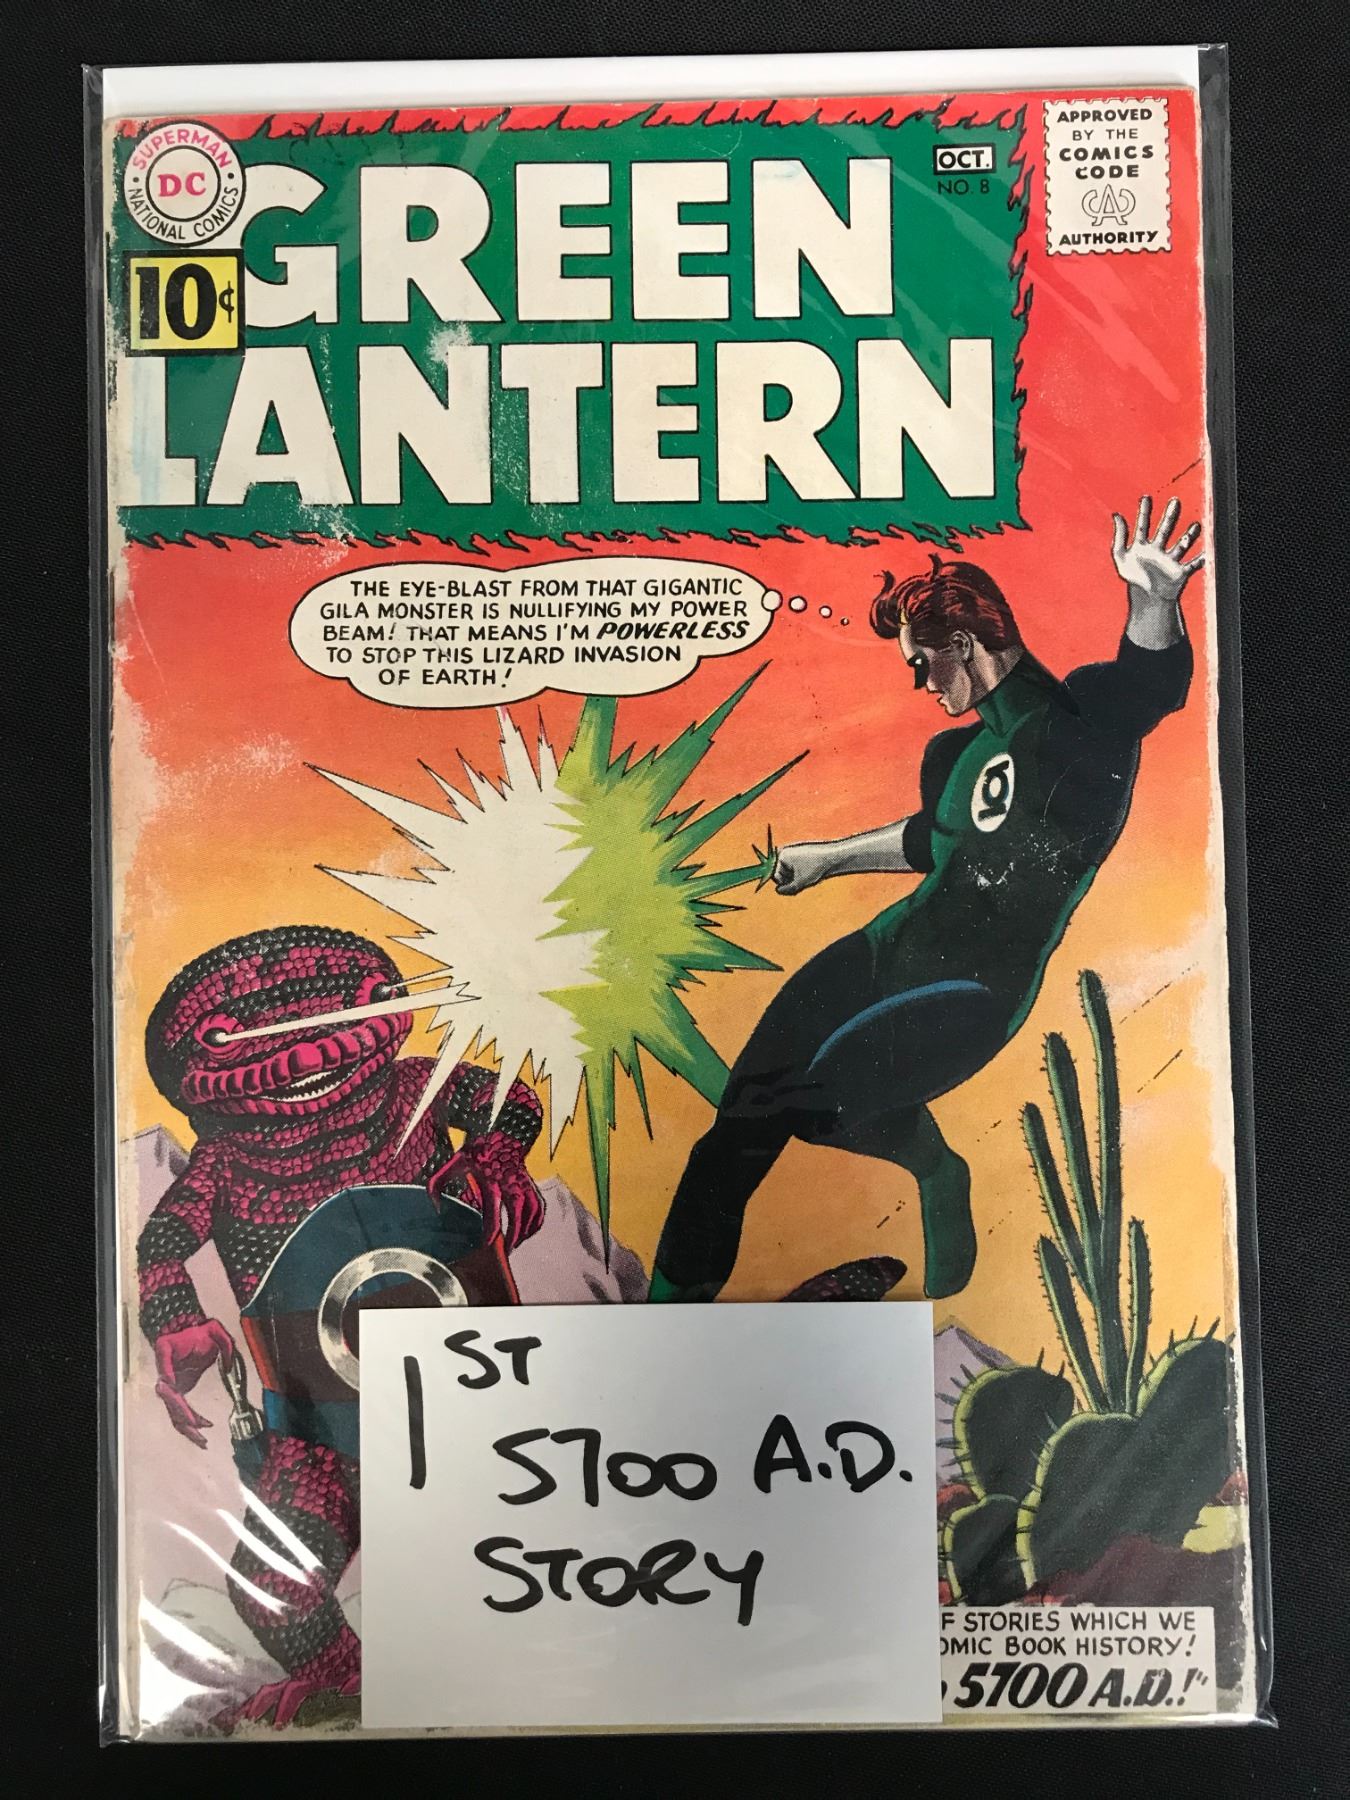 SUPERMAN
DC
NATIONAL COMICS
10¢
GREEN
LANTERN
OCT.
NO. 8
APPROVED
BY THE
COMICS
CODE
CA
AUTHORITY
THE EYE-BLAST FROM THAT GIGANTIC
GILA MONSTER IS NULLIFYING MY POWER
BEAM! THAT MEANS I'M POWERLESS
TO STOP THIS LIZARD INVASION
OF EARTH!
1ST
5700 A.D.
STORY
F STORIES WHICH WE
OMIC BOOK HISTORY!
5700 A.D.!"